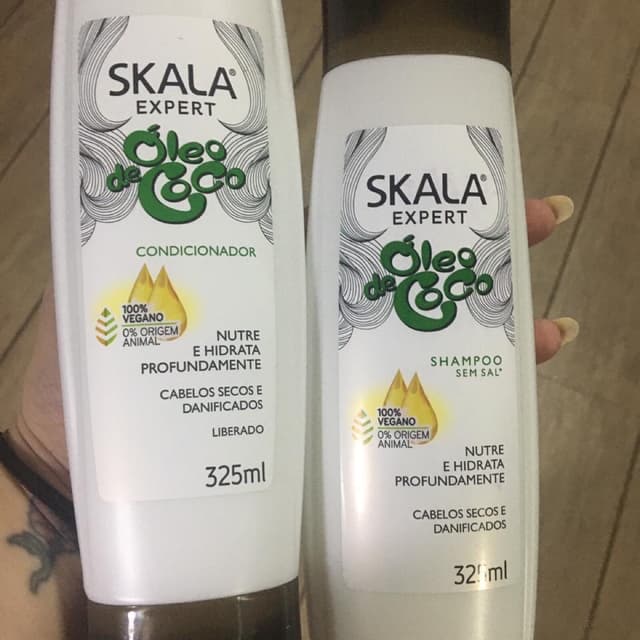 SKALA®
EXPERT
Óleo
de Coco
CONDICIONADOR
100%
VEGANO
0% ORIGEM
ANIMAL
NUTRE
E HIDRATA
PROFUNDAMENTE
CABELOS SECOS E
DANIFICADOS
LIBERADO
325ml
SKALA®
EXPERT
Óleo
de Coco
SHAMPOO
SEM SAL*
100%
VEGANO
0% ORIGEM
ANIMAL
NUTRE
E HIDRATA
PROFUNDAMENTE
CABELOS SECOS E
DANIFICADOS
325ml